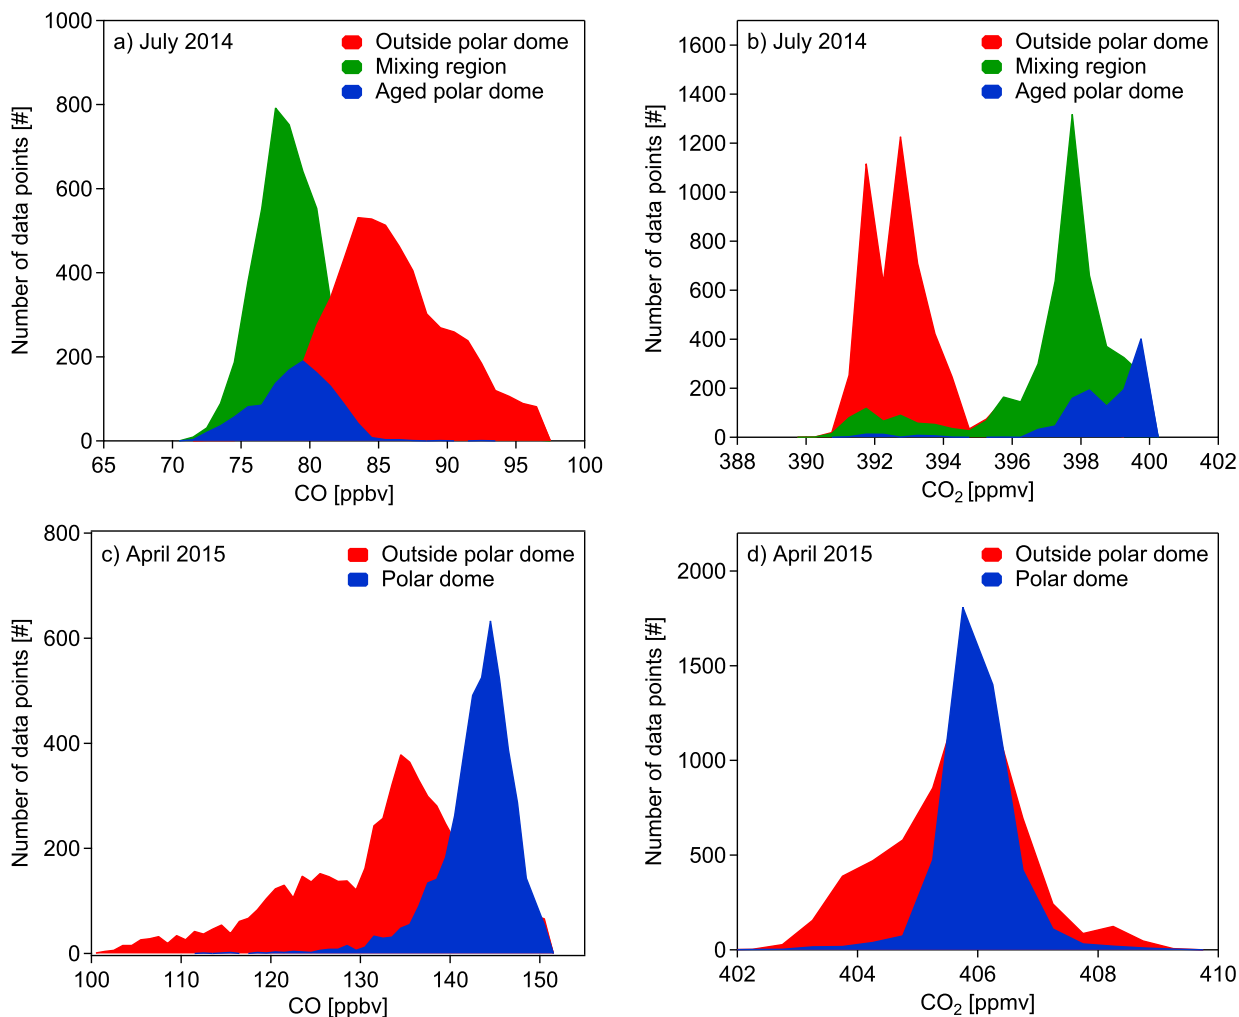 a) July 2014
Outside polar dome
Mixing region
Aged polar dome
Number of data points [#]
1000
800
600
400
200
0
65 70 75 80 85 90 95 100
CO [ppbv]
b) July 2014
Outside polar dome
Mixing region
Aged polar dome
Number of data points [#]
1600
1400
1200
1000
800
600
400
200
0
388 390 392 394 396 398 400 402
CO2 [ppmv]
c) April 2015
Outside polar dome
Polar dome
Number of data points [#]
800
600
400
200
0
100 110 120 130 140 150
CO [ppbv]
d) April 2015
Outside polar dome
Polar dome
Number of data points [#]
2000
1500
1000
500
0
402 404 406 408 410
CO2 [ppmv]